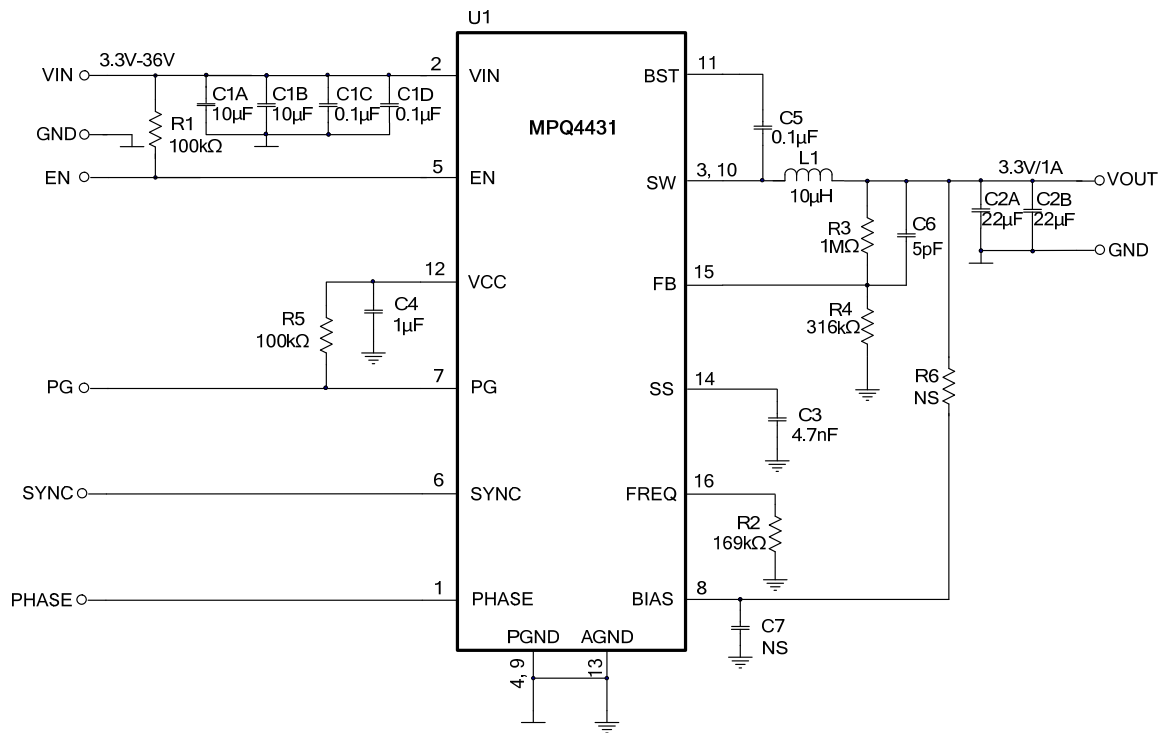 U1
MPQ4431
VIN
3.3V-36V
2
VIN
C1A
10µF
C1B
10µF
C1C
0.1µF
C1D
0.1µF
GND
R1
100kΩ
EN
5
EN
12
VCC
C4
1µF
R5
100kΩ
PG
7
PG
SYNC
6
SYNC
PHASE
1
PHASE
BST
11
C5
0.1µF
SW
3, 10
L1
10µH
3.3V/1A
VOUT
C2A
22µF
C2B
22µF
GND
R3
1MΩ
C6
5pF
FB
15
R4
316kΩ
R6
NS
SS
14
C3
4.7nF
FREQ
16
R2
169kΩ
BIAS
8
C7
NS
PGND
AGND
4, 9
13